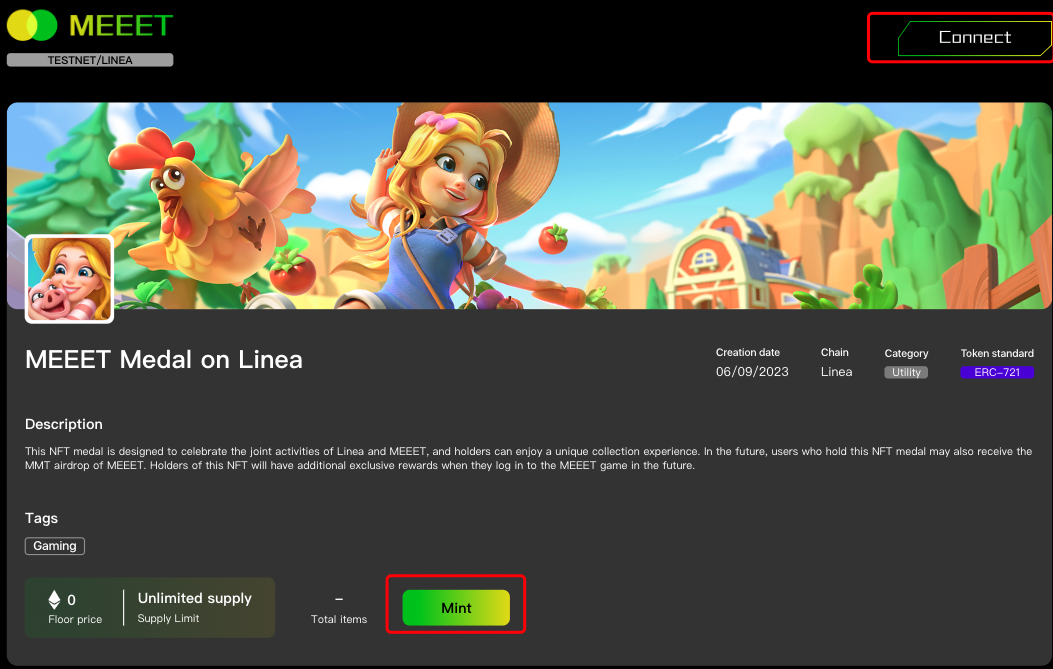 MEEET
Connect
TESTNET/LINEA
MEEET Medal on Linea
Creation date
Chain
Category
Token standard
06/09/2023
Linea
Utility
ERC-721
Description
This NFT medal is designed to celebrate the joint activities of Linea and MEEET, and holders can enjoy a unique collection experience. In the future, users who hold this NFT medal may also receive the
MMT airdrop of MEEET. Holders of this NFT will have additional exclusive rewards when they log in to the MEEET game in the future.
Tags
Gaming
0
Floor price
Unlimited supply
Supply Limit
–
Total items
Mint